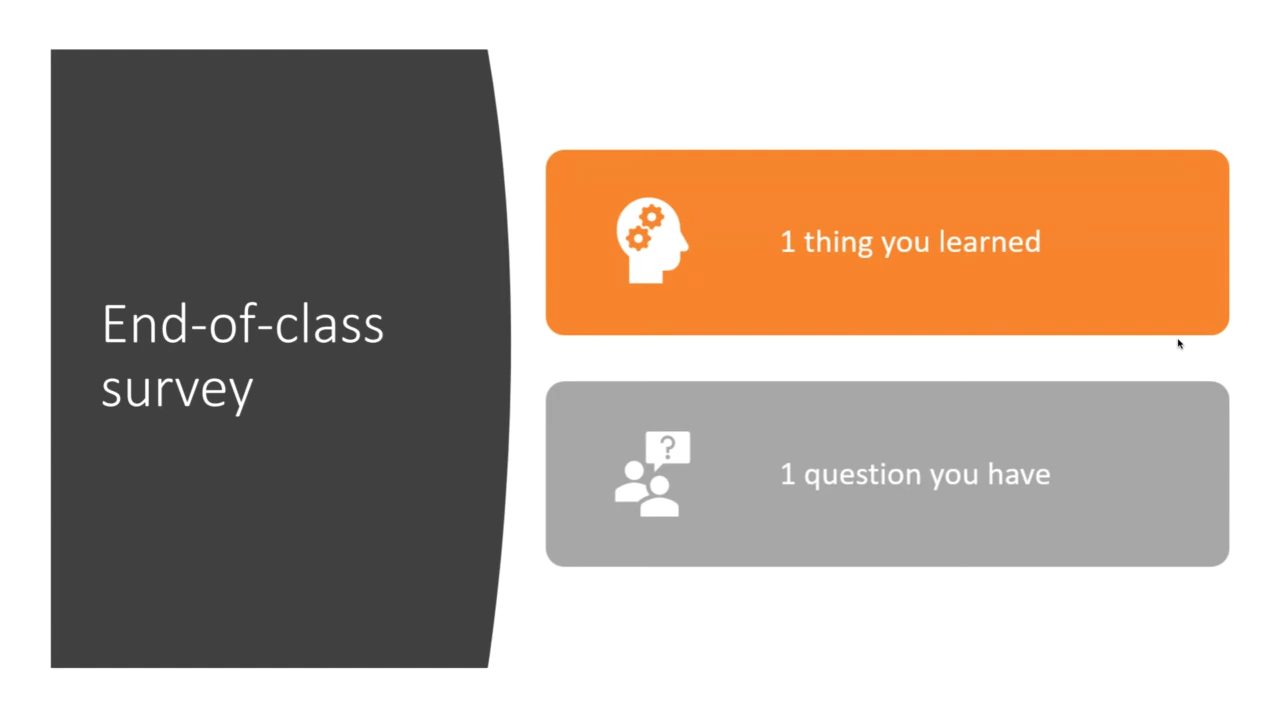 End-of-class
survey
1 thing you learned
?
1 question you have